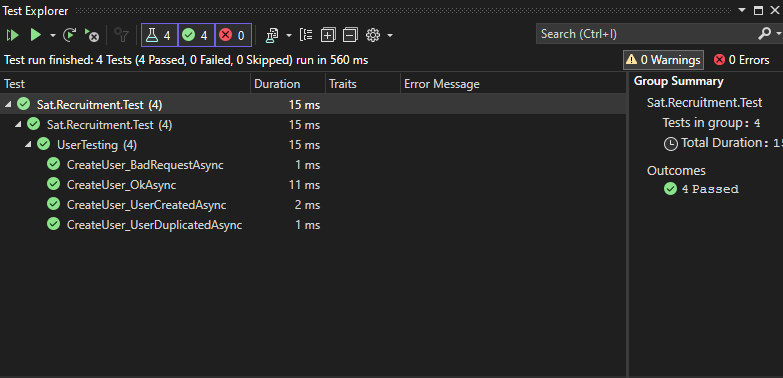 Test Explorer
4 4 0
Search (Ctrl+I)
Test run finished: 4 Tests (4 Passed, 0 Failed, 0 Skipped) run in 560 ms
0 Warnings 0 Errors
Test Duration Traits Error Message
Sat.Recruitment.Test (4) 15 ms
Sat.Recruitment.Test (4) 15 ms
UserTesting (4) 15 ms
CreateUser_BadRequestAsync 1 ms
CreateUser_OkAsync 11 ms
CreateUser_UserCreatedAsync 2 ms
CreateUser_UserDuplicatedAsync 1 ms
Group Summary
Sat.Recruitment.Test
Tests in group: 4
Total Duration:
Outcomes
4 Passed